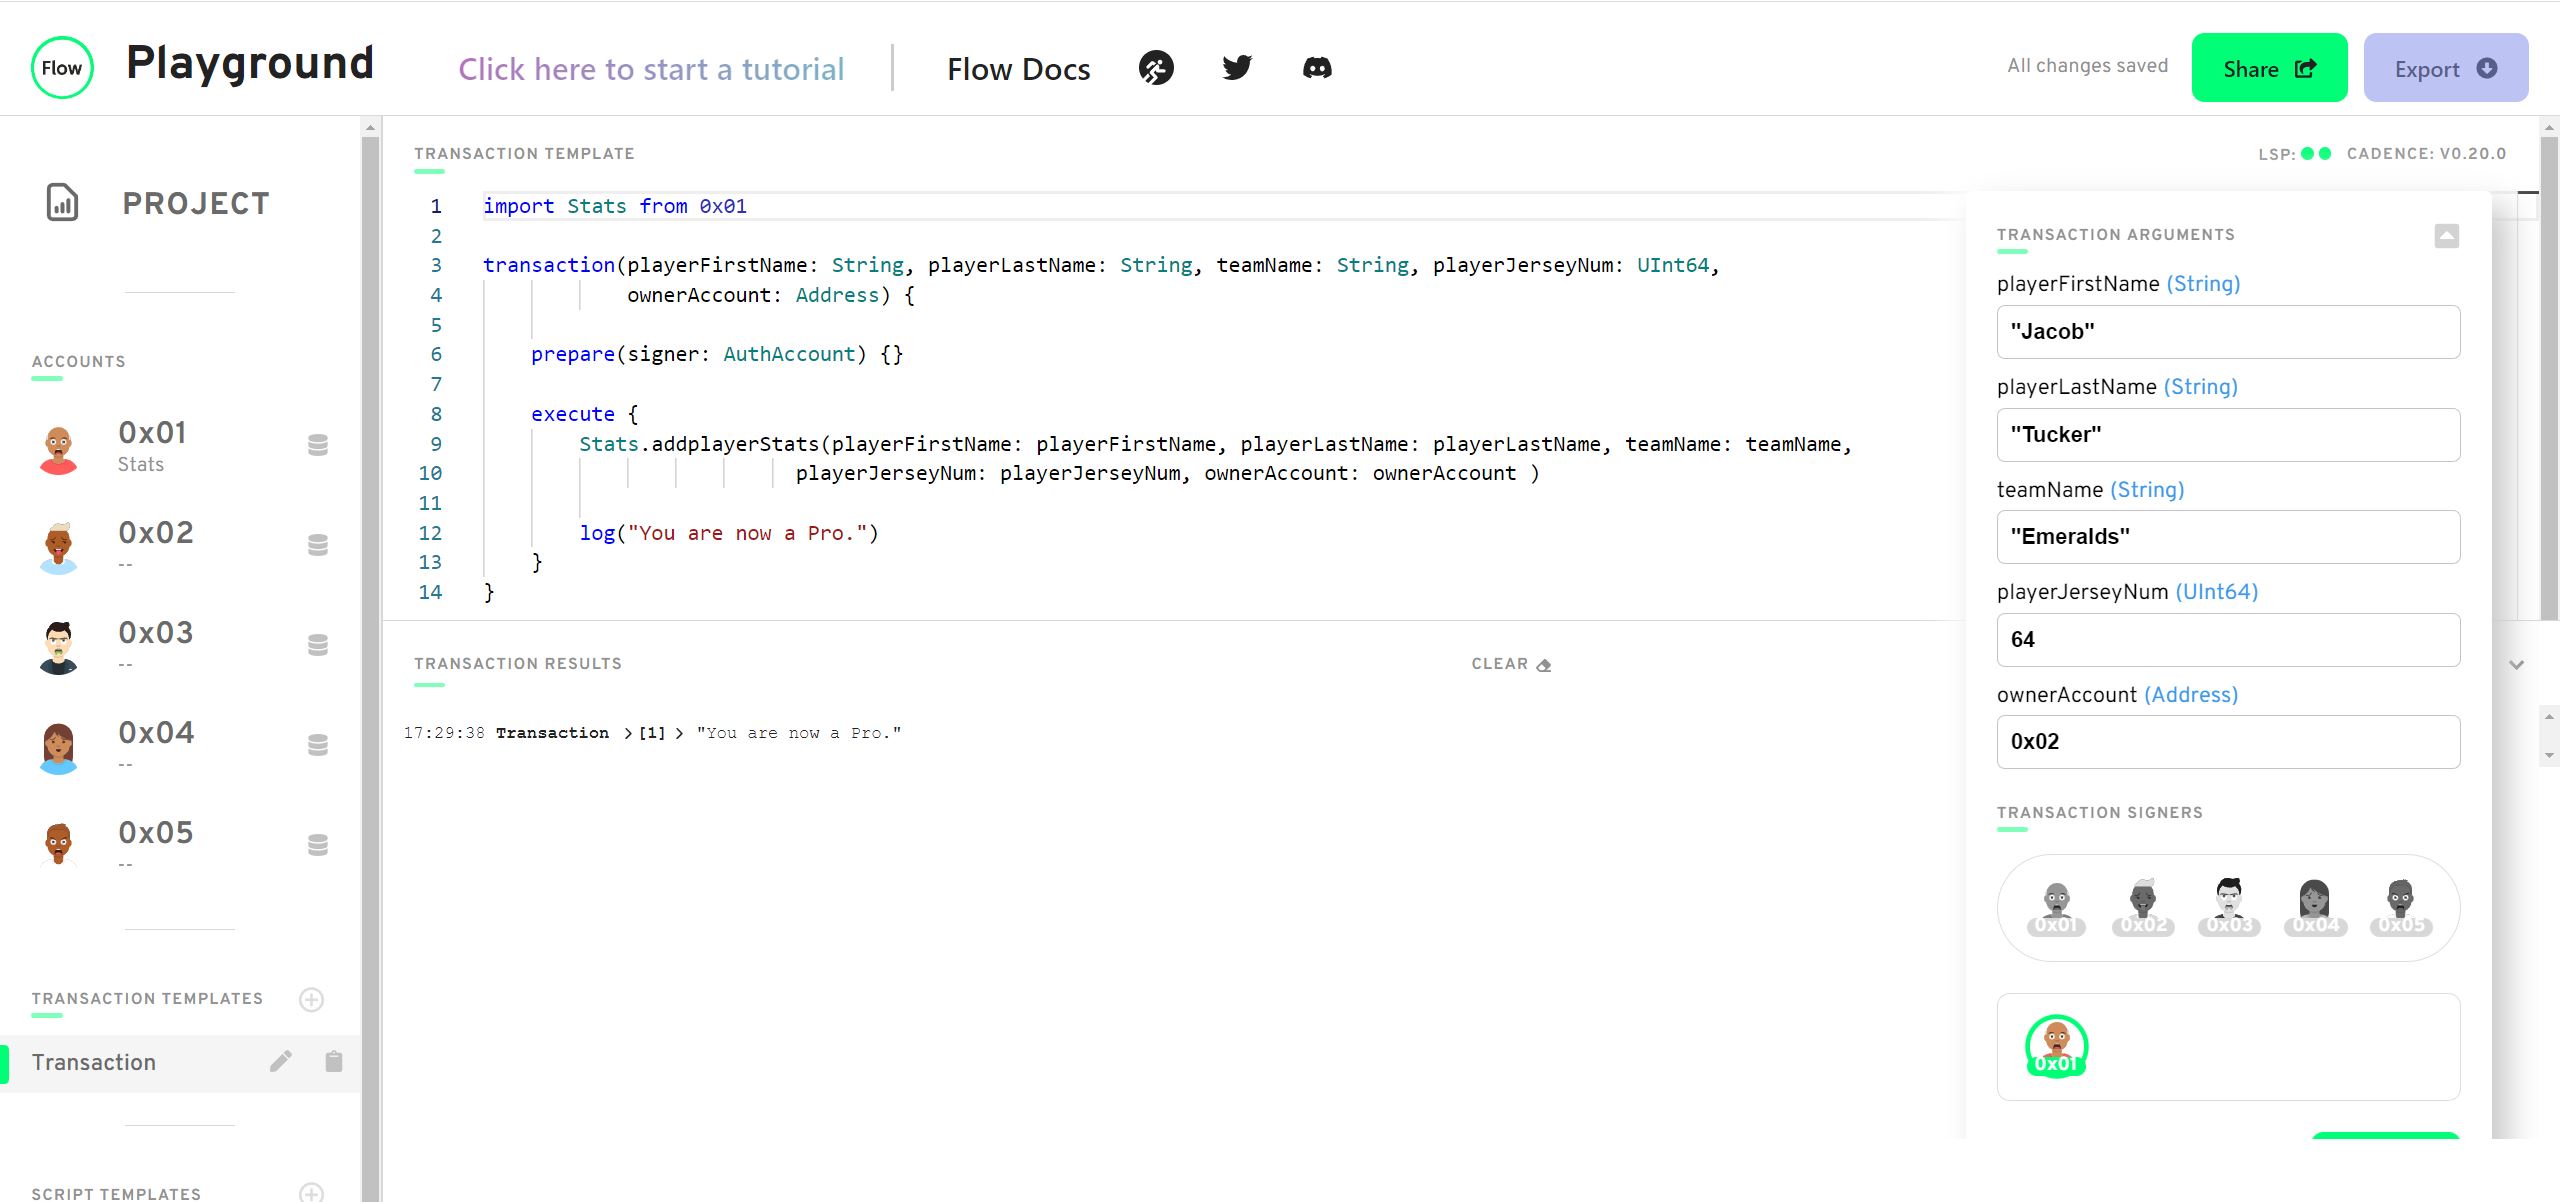 Flow
Playground
Click here to start a tutorial
Flow Docs
All changes saved
Share
Export
PROJECT
ACCOUNTS
0x01
Stats
0x02
--
0x03
--
0x04
--
0x05
--
TRANSACTION TEMPLATES
Transaction
SCRIPT TEMPLATES
TRANSACTION TEMPLATE
LSP: CADENCE: V0.20.0
1 import Stats from 0x01
2
3 transaction(playerFirstName: String, playerLastName: String, teamName: String, playerJerseyNum: UInt64,
4 ownerAccount: Address) {
5
6 prepare(signer: AuthAccount) {}
7
8 execute {
9 Stats.addplayerStats(playerFirstName: playerFirstName, playerLastName: playerLastName, teamName: teamName,
10 playerJerseyNum: playerJerseyNum, ownerAccount: ownerAccount )
11
12 log("You are now a Pro.")
13 }
14 }
TRANSACTION RESULTS
CLEAR
17:29:38 Transaction > [1] > "You are now a Pro."
TRANSACTION ARGUMENTS
playerFirstName (String)
"Jacob"
playerLastName (String)
"Tucker"
teamName (String)
"Emeralds"
playerJerseyNum (UInt64)
64
ownerAccount (Address)
0x02
TRANSACTION SIGNERS
0x01 0x02 0x03 0x04 0x05
0x01